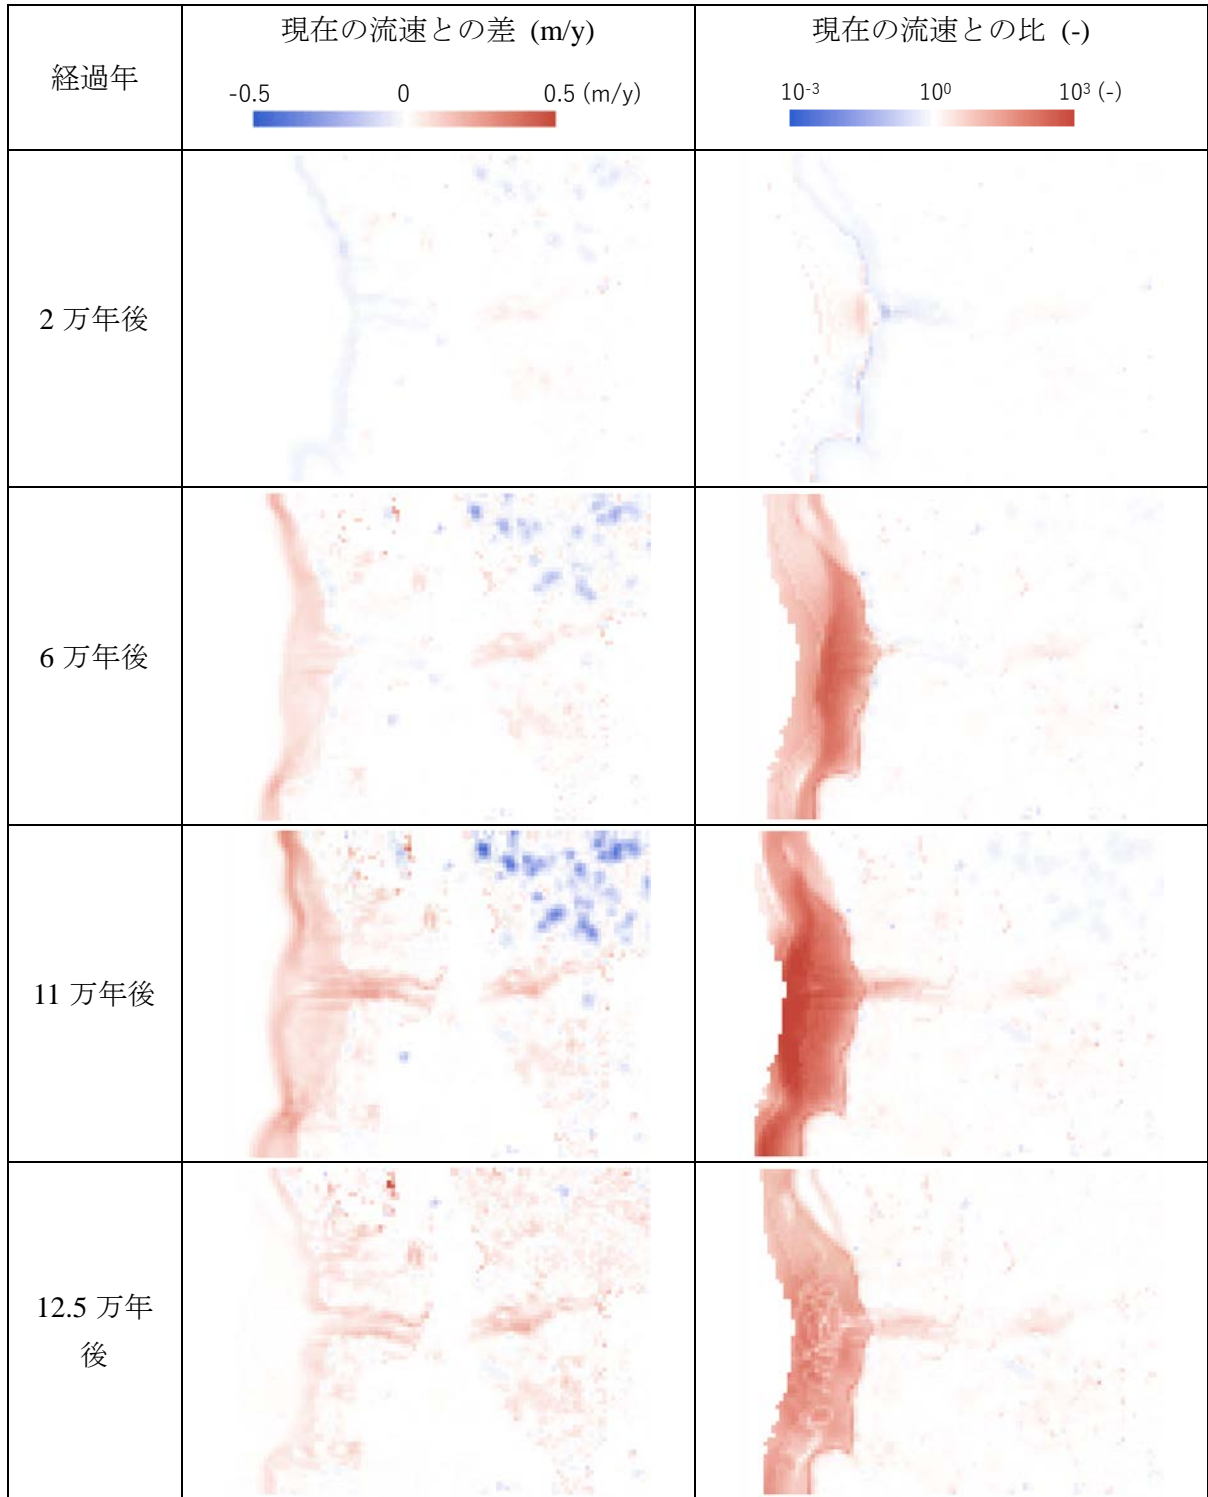 経過年
現在の流速との差 (m/y)
-0.5 0 0.5 (m/y)
現在の流速との比 (-)
10⁻³ 10⁰ 10³ (-)
2 万年後
6 万年後
11 万年後
12.5 万年
後